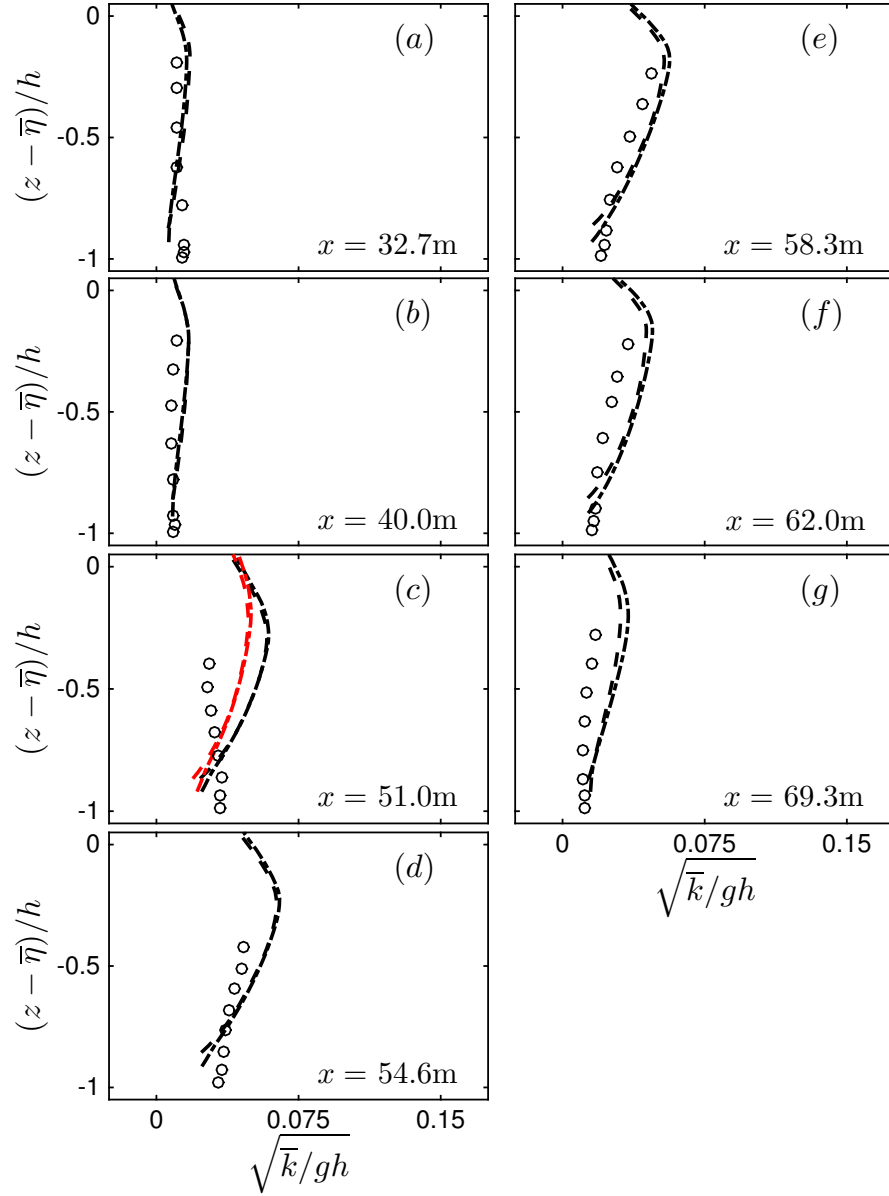 0
(a)
(z − η̅)/h
-0.5
-1
x = 32.7m
(e)
x = 58.3m
0
(b)
(z − η̅)/h
-0.5
-1
x = 40.0m
(f)
x = 62.0m
0
(c)
(z − η̅)/h
-0.5
-1
x = 51.0m
(g)
x = 69.3m
0 0.075 0.15
√(k̅/gh)
0
(d)
(z − η̅)/h
-0.5
-1
x = 54.6m
0 0.075 0.15
√(k̅/gh)